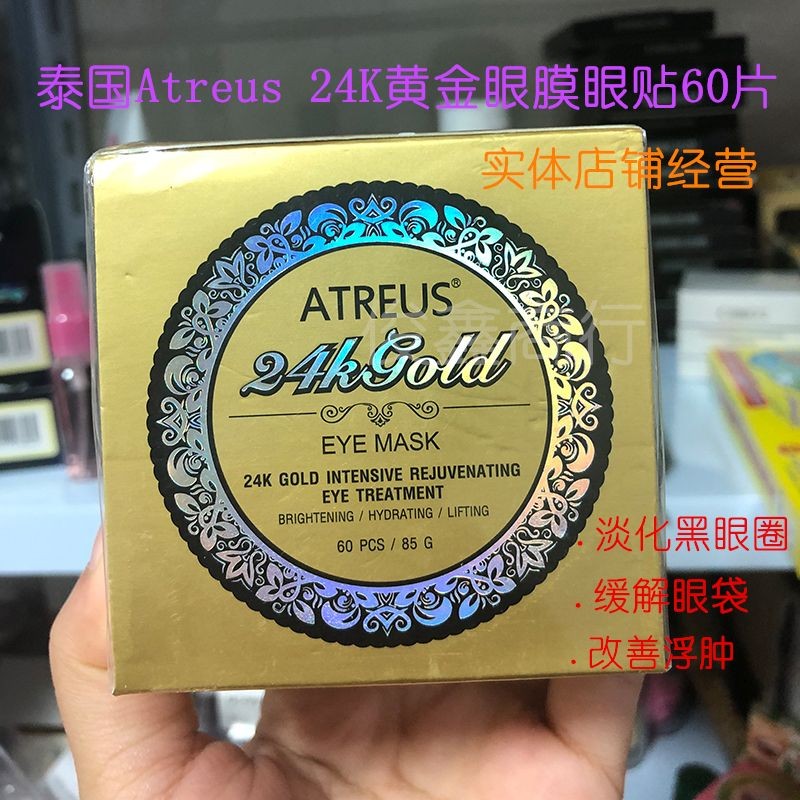 泰国Atreus 24K黄金眼膜眼贴60片
实体店铺经营
ATREUS®
24kGold
EYE MASK
24K GOLD INTENSIVE REJUVENATING
EYE TREATMENT
BRIGHTENING / HYDRATING / LIFTING
60 PCS / 85 G
.淡化黑眼圈
.缓解眼袋
.改善浮肿